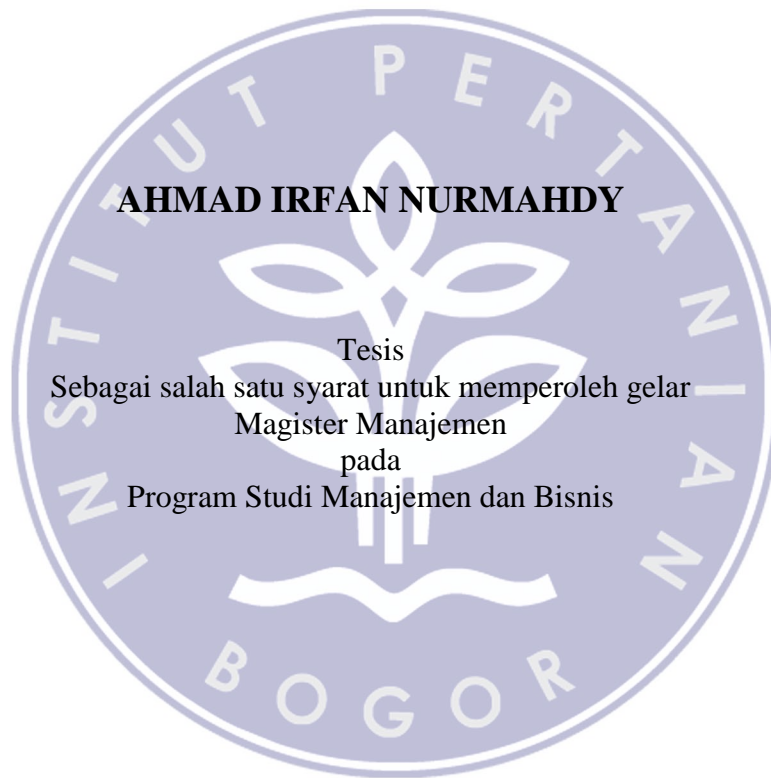 INSTITUT PERTANIAN
BOGOR
AHMAD IRFAN NURMAHDY
Tesis
Sebagai salah satu syarat untuk memperoleh gelar
Magister Manajemen
pada
Program Studi Manajemen dan Bisnis